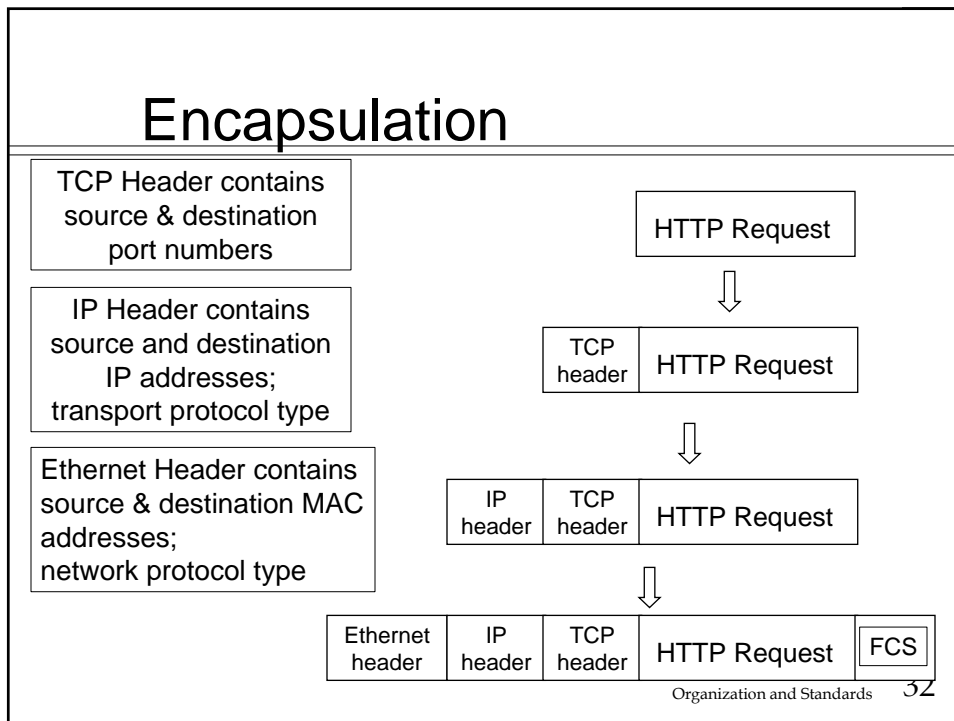 Encapsulation
TCP Header contains
source & destination
port numbers
IP Header contains
source and destination
IP addresses;
transport protocol type
Ethernet Header contains
source & destination MAC
addresses;
network protocol type
HTTP Request
TCP
header
HTTP Request
IP
header
TCP
header
HTTP Request
Ethernet
header
IP
header
TCP
header
HTTP Request
FCS
Organization and Standards 32